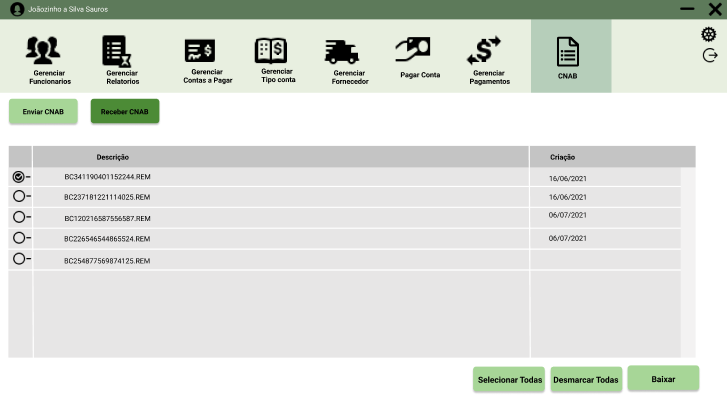 Joãozinho a Silva Sauros
Gerenciar
Funcionarios
Gerenciar
Relatorios
Gerenciar
Contas a Pagar
Gerenciar
Tipo conta
Gerenciar
Fornecedor
Pagar Conta
Gerenciar
Pagamentos
CNAB
Enviar CNAB
Receber CNAB
Descrição
Criação
BC341190401152244.REM
16/06/2021
BC237181221114025.REM
16/06/2021
BC120216587556587.REM
06/07/2021
BC226546544865524.REM
06/07/2021
BC254877569874125.REM
Selecionar Todas
Desmarcar Todas
Baixar